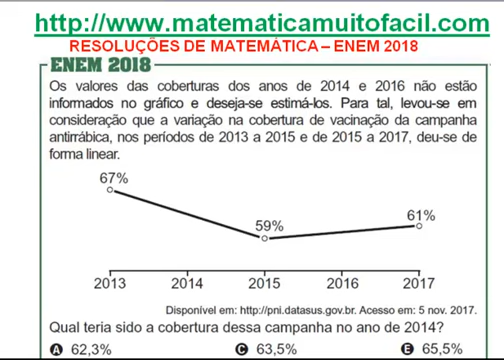 http://www.matematicamuitofacil.com
RESOLUÇÕES DE MATEMÁTICA – ENEM 2018
ENEM 2018
Os valores das coberturas dos anos de 2014 e 2016 não estão
informados no gráfico e deseja-se estimá-los. Para tal, levou-se em
consideração que a variação na cobertura de vacinação da campanha
antirrábica, nos períodos de 2013 a 2015 e de 2015 a 2017, deu-se de
forma linear.
67%
59%
61%
2013 2014 2015 2016 2017
Disponível em: http://pni.datasus.gov.br. Acesso em: 5 nov. 2017.
Qual teria sido a cobertura dessa campanha no ano de 2014?
A 62,3% C 63,5% E 65,5%